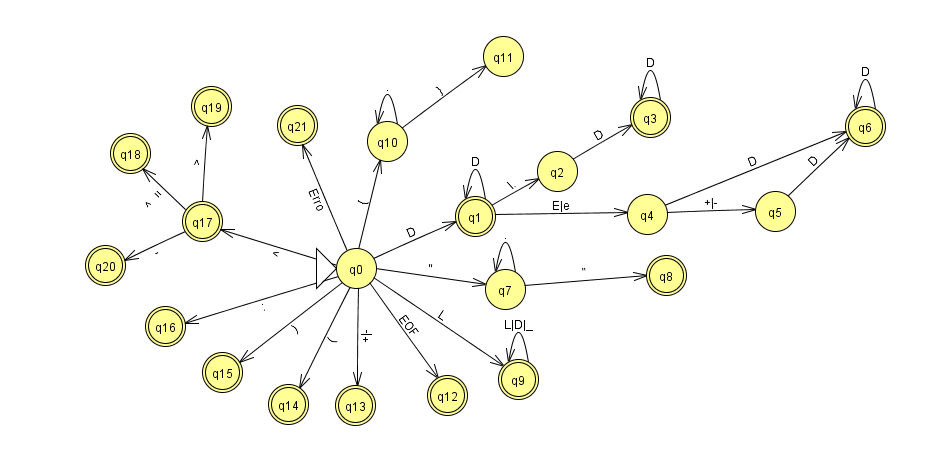 q11
D
q19
q21
.
}
q3
D
q10
q6
q18
<
D
q2
D
D
I.
< =
Erro
{
D
E|e
+|-
q17
q1
q4
q5
D
-
<
q20
q0
"
.
"
q8
q7
:
q16
)
(
-|+
EOF
L
L|D|_
q15
q9
q14
q13
q12